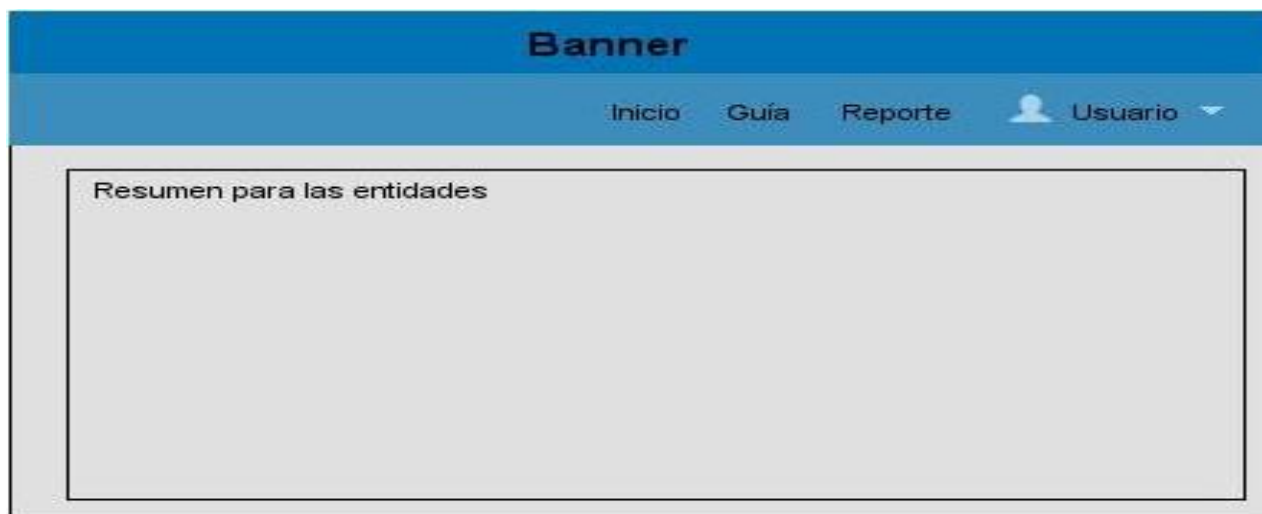 Banner
Inicio Guía Reporte Usuario
Resumen para las entidades